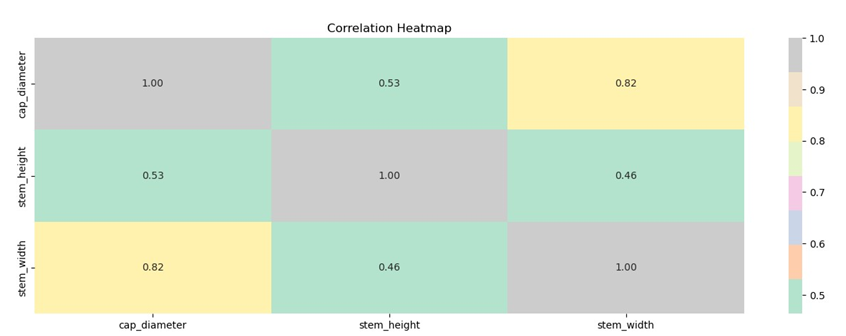 Correlation Heatmap
cap_diameter 1.00 0.53 0.82
stem_height 0.53 1.00 0.46
stem_width 0.82 0.46 1.00
cap_diameter stem_height stem_width
1.0
0.9
0.8
0.7
0.6
0.5